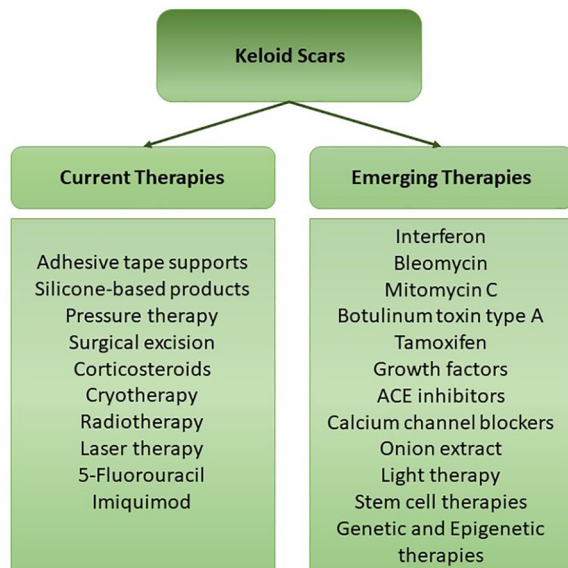 Keloid Scars
Current Therapies
Adhesive tape supports
Silicone-based products
Pressure therapy
Surgical excision
Corticosteroids
Cryotherapy
Radiotherapy
Laser therapy
5-Fluorouracil
Imiquimod
Emerging Therapies
Interferon
Bleomycin
Mitomycin C
Botulinum toxin type A
Tamoxifen
Growth factors
ACE inhibitors
Calcium channel blockers
Onion extract
Light therapy
Stem cell therapies
Genetic and Epigenetic
therapies